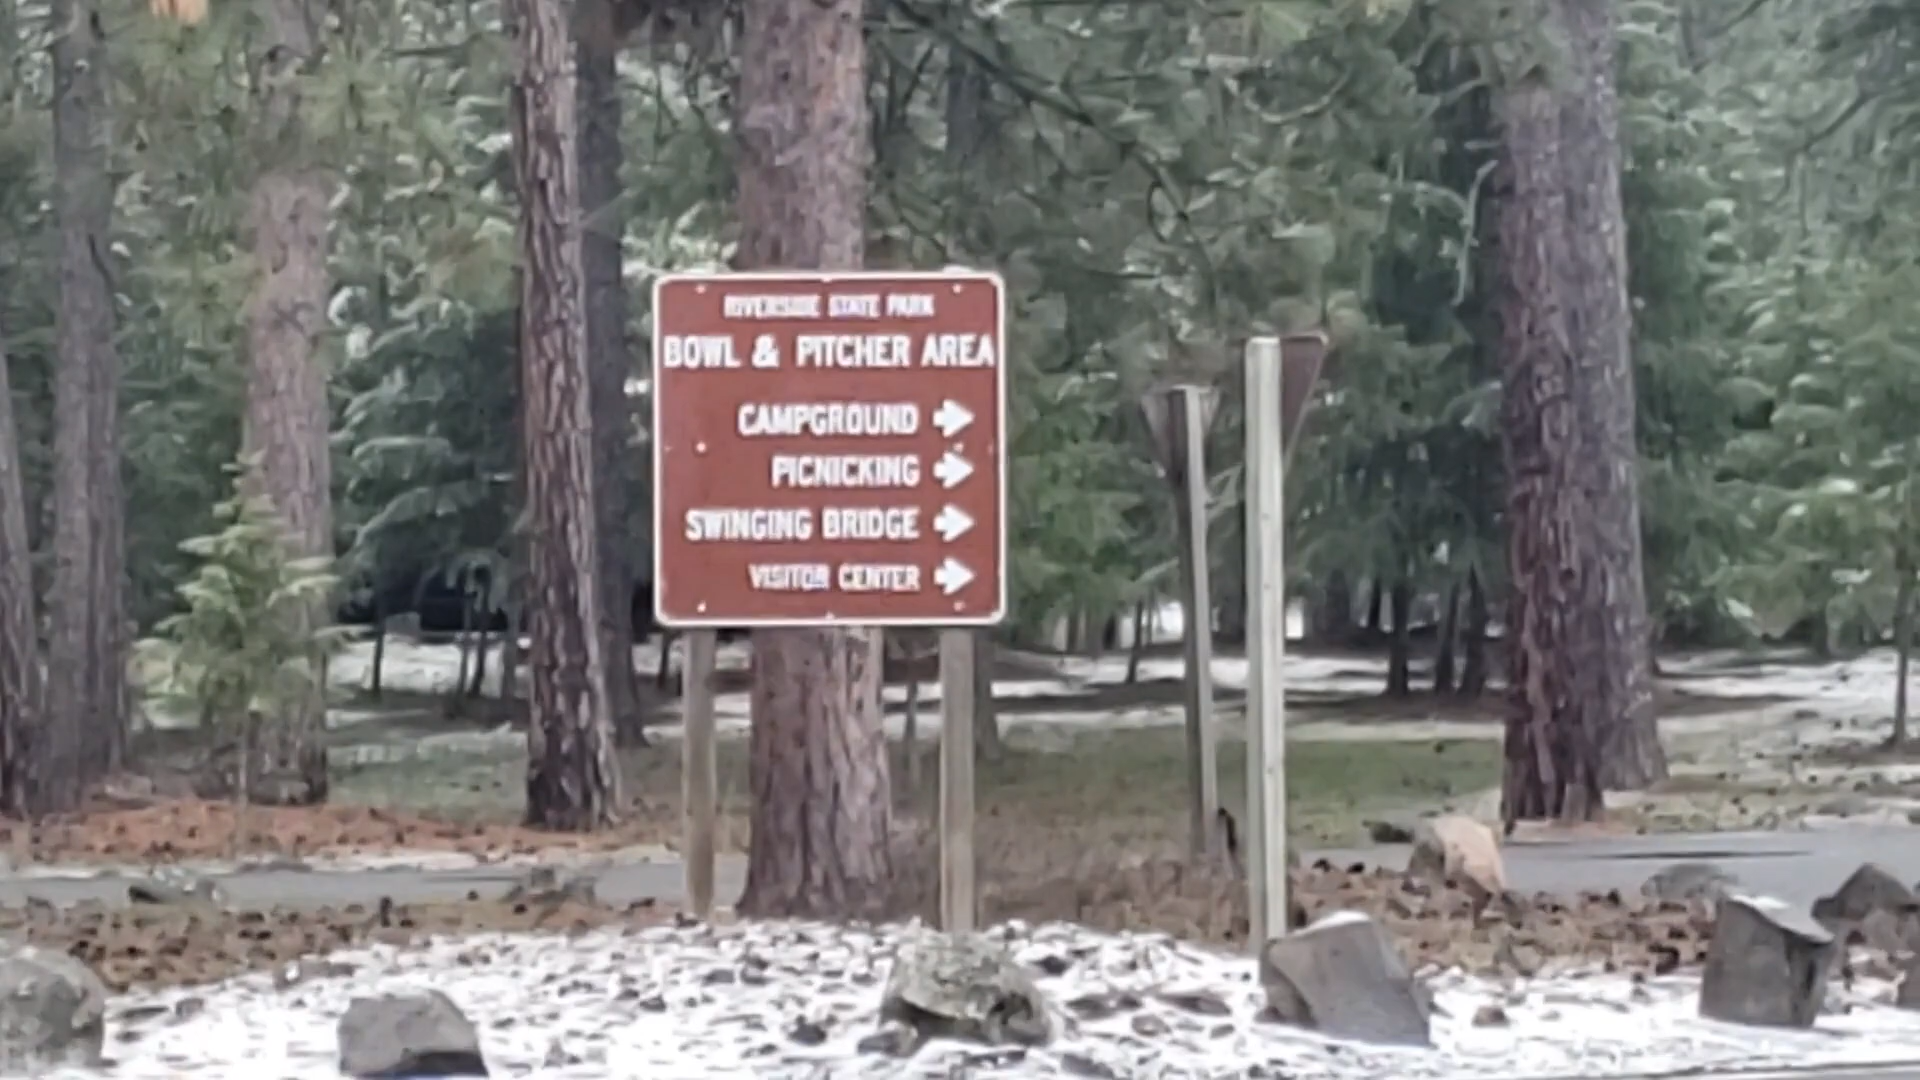 RIVERSIDE STATE PARK
BOWL & PITCHER AREA
CAMPGROUND
PICNICKING
SWINGING BRIDGE
VISITOR CENTER